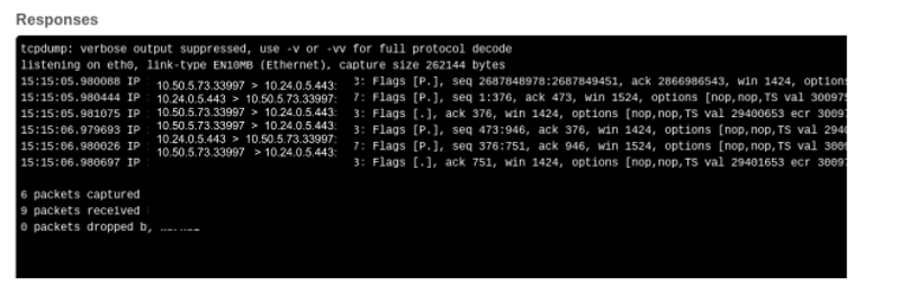 Responses
tcpdump: verbose output suppressed, use -v or -vv for full protocol decode
listening on eth0, link-type EN10MB (Ethernet), capture size 262144 bytes
15:15:05.980088 IP 10.50.5.73.33997 > 10.24.0.5.443: 3: Flags [P.], seq 2687848978:2687849451, ack 2866986543, win 1424, option
15:15:05.980444 IP 10.24.0.5.443 > 10.50.5.73.33997: 7: Flags [P.], seq 1:376, ack 473, win 1524, options [nop,nop,TS val 30097
15:15:05.981075 IP 10.50.5.73.33997 > 10.24.0.5.443: 3: Flags [.], ack 376, win 1424, options [nop,nop,TS val 29400653 ecr 3009
15:15:06.979693 IP 10.50.5.73.33997 > 10.24.0.5.443: 3: Flags [P.], seq 473:946, ack 376, win 1424, options [nop,nop,TS val 2940
15:15:06.980026 IP 10.24.0.5.443 > 10.50.5.73.33997: 7: Flags [P.], seq 376:751, ack 946, win 1524, options [nop,nop,TS val 300
15:15:06.980697 IP 10.50.5.73.33997 > 10.24.0.5.443: 3: Flags [.], ack 751, win 1424, options [nop,nop,TS val 29401653 ecr 3009
6 packets captured
9 packets received
0 packets dropped b